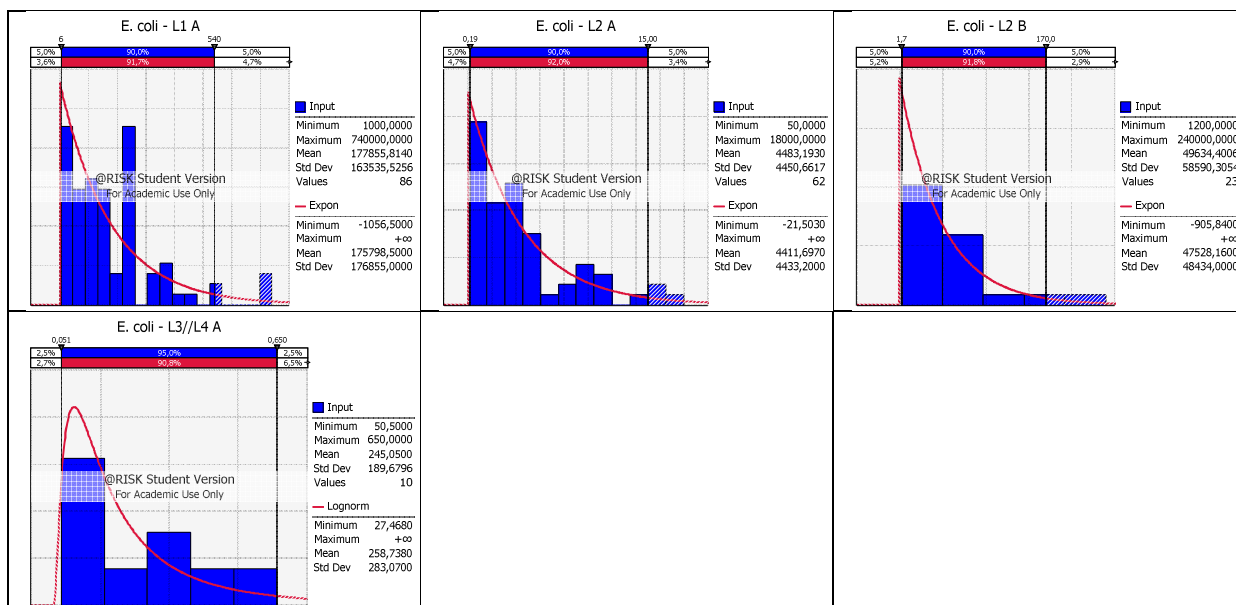 E. coli - L1 A
6 540
5,0% 90,0% 5,0%
3,6% 91,7% 4,7%
Input
Minimum 1000,0000
Maximum 740000,0000
Mean 177855,8140
Std Dev 163535,5256
Values 86
Expon
Minimum -1056,5000
Maximum +∞
Mean 175798,5000
Std Dev 176855,0000
@RISK Student Version
For Academic Use Only
E. coli - L2 A
0,19 15,00
5,0% 90,0% 5,0%
4,7% 92,0% 3,4%
Input
Minimum 50,0000
Maximum 18000,0000
Mean 4483,1930
Std Dev 4450,6617
Values 62
Expon
Minimum -21,5030
Maximum +∞
Mean 4411,6970
Std Dev 4433,2000
@RISK Student Version
For Academic Use Only
E. coli - L2 B
1,7 170,0
5,0% 90,0% 5,0%
5,2% 91,8% 2,9%
Input
Minimum 1200,0000
Maximum 240000,0000
Mean 49634,4006
Std Dev 58590,3054
Values 23
Expon
Minimum -905,8400
Maximum +∞
Mean 47528,1600
Std Dev 48434,0000
@RISK Student Version
For Academic Use Only
E. coli - L3//L4 A
0,051 0,650
2,5% 95,0% 2,5%
2,7% 90,8% 6,5%
Input
Minimum 50,5000
Maximum 650,0000
Mean 245,0500
Std Dev 189,6796
Values 10
Lognorm
Minimum 27,4680
Maximum +∞
Mean 258,7380
Std Dev 283,0700
@RISK Student Version
For Academic Use Only